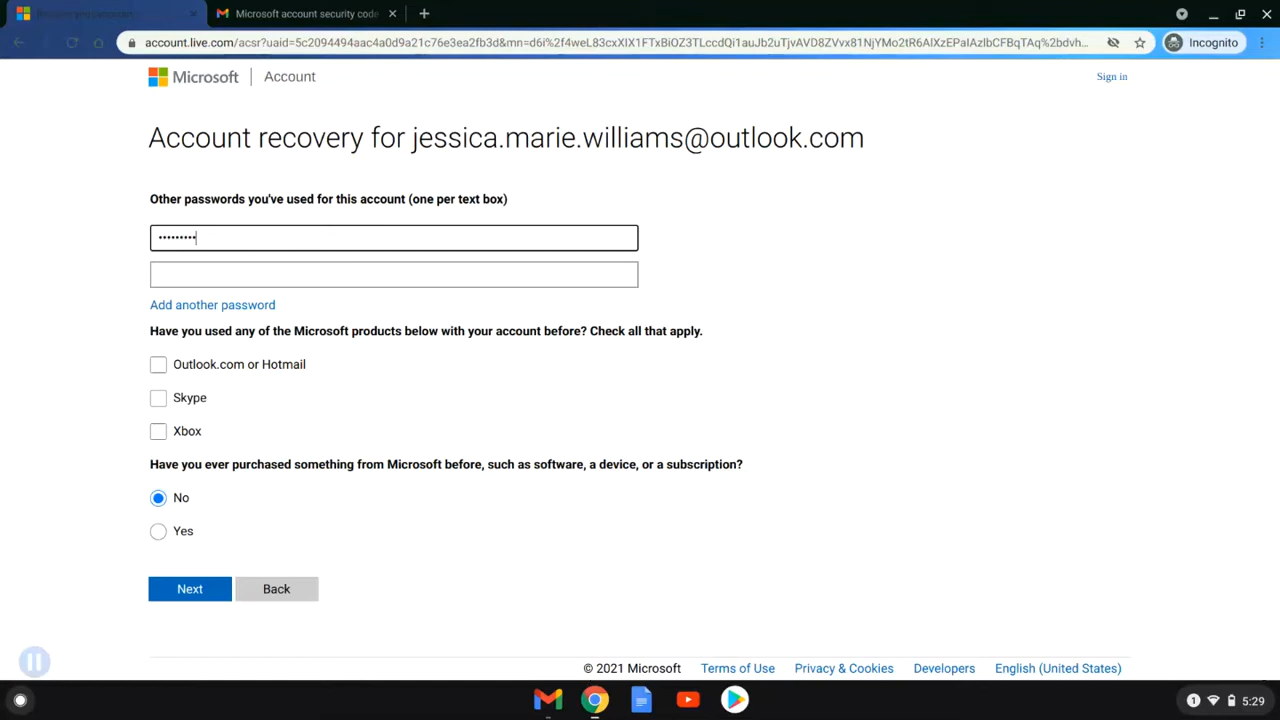 Microsoft account security code
account.live.com/acsr?uaid=5c2094494aac4a0d9a21c76e3ea2fb3d&mn=d6i%2f4weL83cxXIX1FTxBiOZ3TLccdQi1auJb2uTjvAVD8ZVvx81NjYMo2tR6AIXzEPaIAzlbCFBqTAq%2bdvh...
Incognito
Microsoft | Account
Sign in
Account recovery for jessica.marie.williams@outlook.com
Other passwords you've used for this account (one per text box)
•••••••••
Add another password
Have you used any of the Microsoft products below with your account before? Check all that apply.
Outlook.com or Hotmail
Skype
Xbox
Have you ever purchased something from Microsoft before, such as software, a device, or a subscription?
No
Yes
Next
Back
© 2021 Microsoft
Terms of Use
Privacy & Cookies
Developers
English (United States)
1
5:29